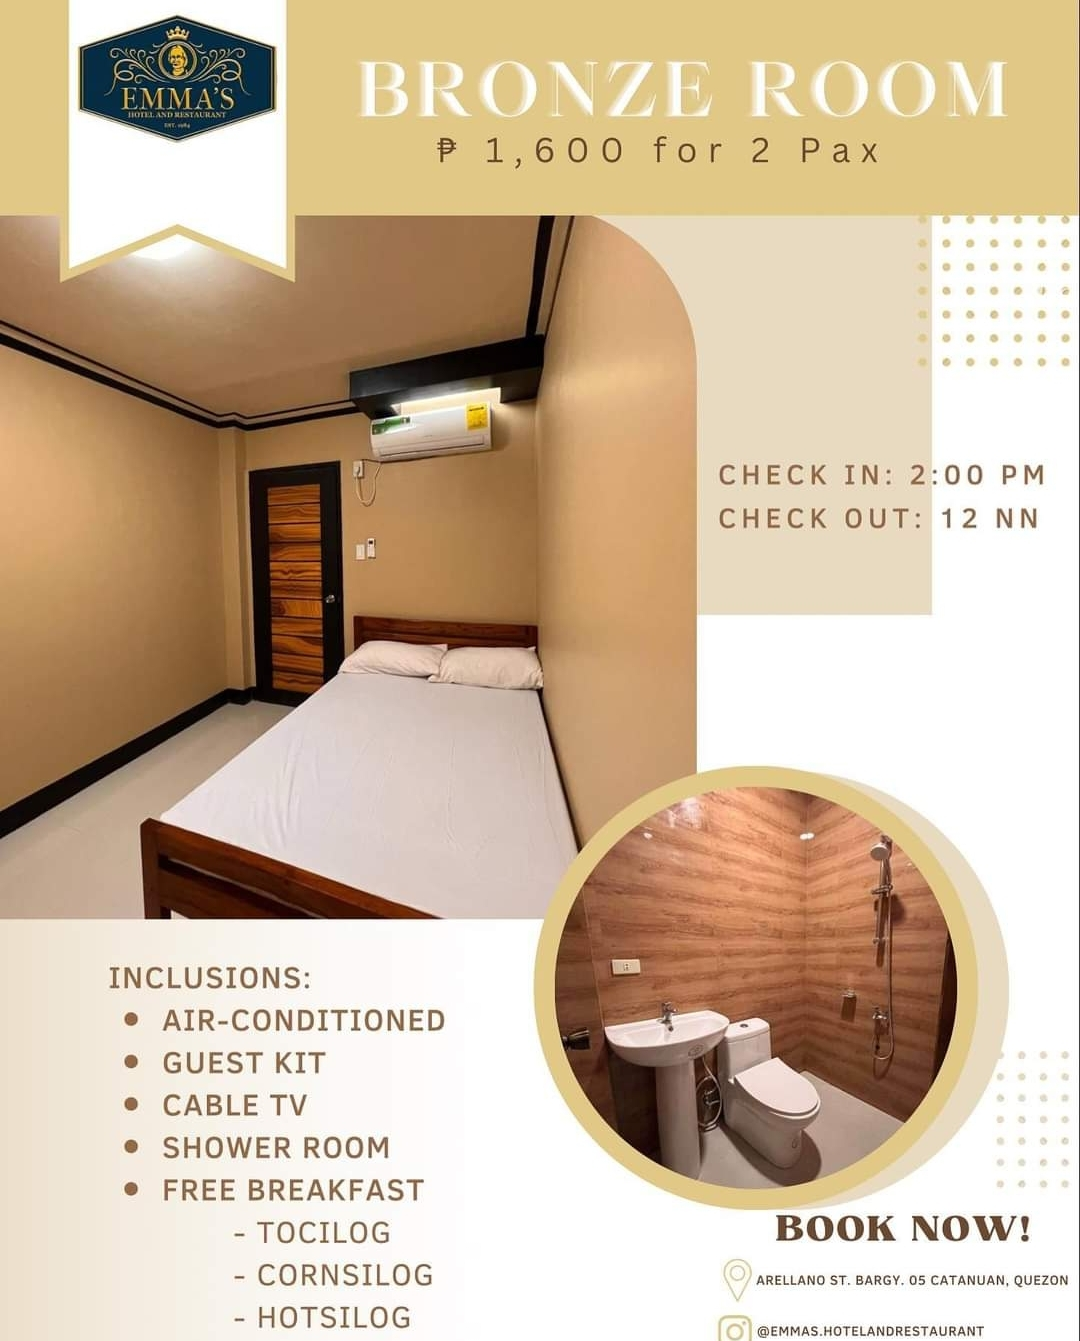 EMMA'S
HOTEL AND RESTAURANT
EST. 1984
BRONZE ROOM
₱ 1,600 for 2 Pax
CHECK IN: 2:00 PM
CHECK OUT: 12 NN
INCLUSIONS:
• AIR-CONDITIONED
• GUEST KIT
• CABLE TV
• SHOWER ROOM
• FREE BREAKFAST
- TOCILOG
- CORNSILOG
- HOTSILOG
BOOK NOW!
ARELLANO ST. BARGY. 05 CATANUAN, QUEZON
@EMMAS.HOTELANDRESTAURANT